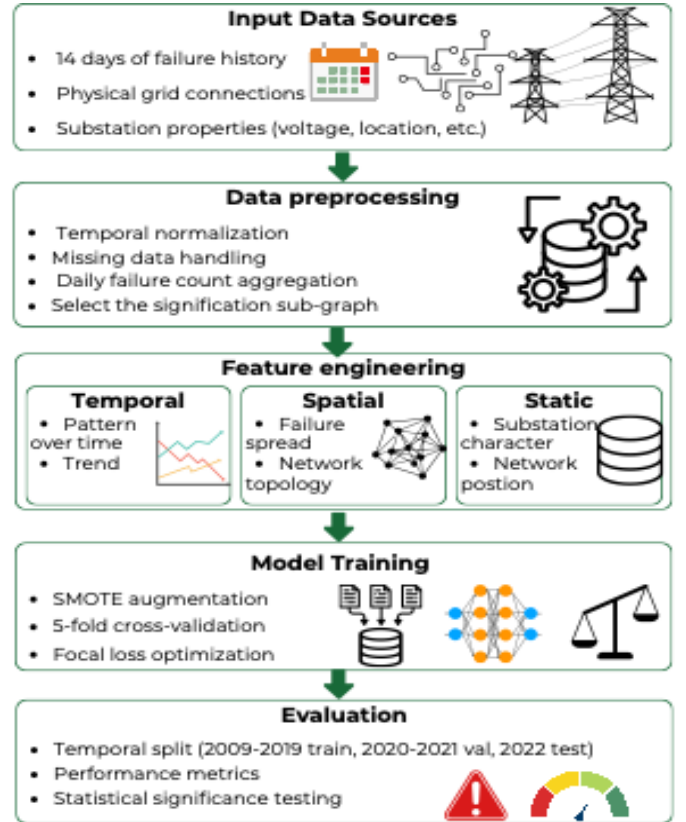 Input Data Sources
• 14 days of failure history
• Physical grid connections
• Substation properties (voltage, location, etc.)
Data preprocessing
• Temporal normalization
• Missing data handling
• Daily failure count aggregation
• Select the signification sub-graph
Feature engineering
Temporal
• Pattern
over time
• Trend
Spatial
• Failure
spread
• Network
topology
Static
• Substation
character
• Network
postion
Model Training
• SMOTE augmentation
• 5-fold cross-validation
• Focal loss optimization
Evaluation
• Temporal split (2009-2019 train, 2020-2021 val, 2022 test)
• Performance metrics
• Statistical significance testing